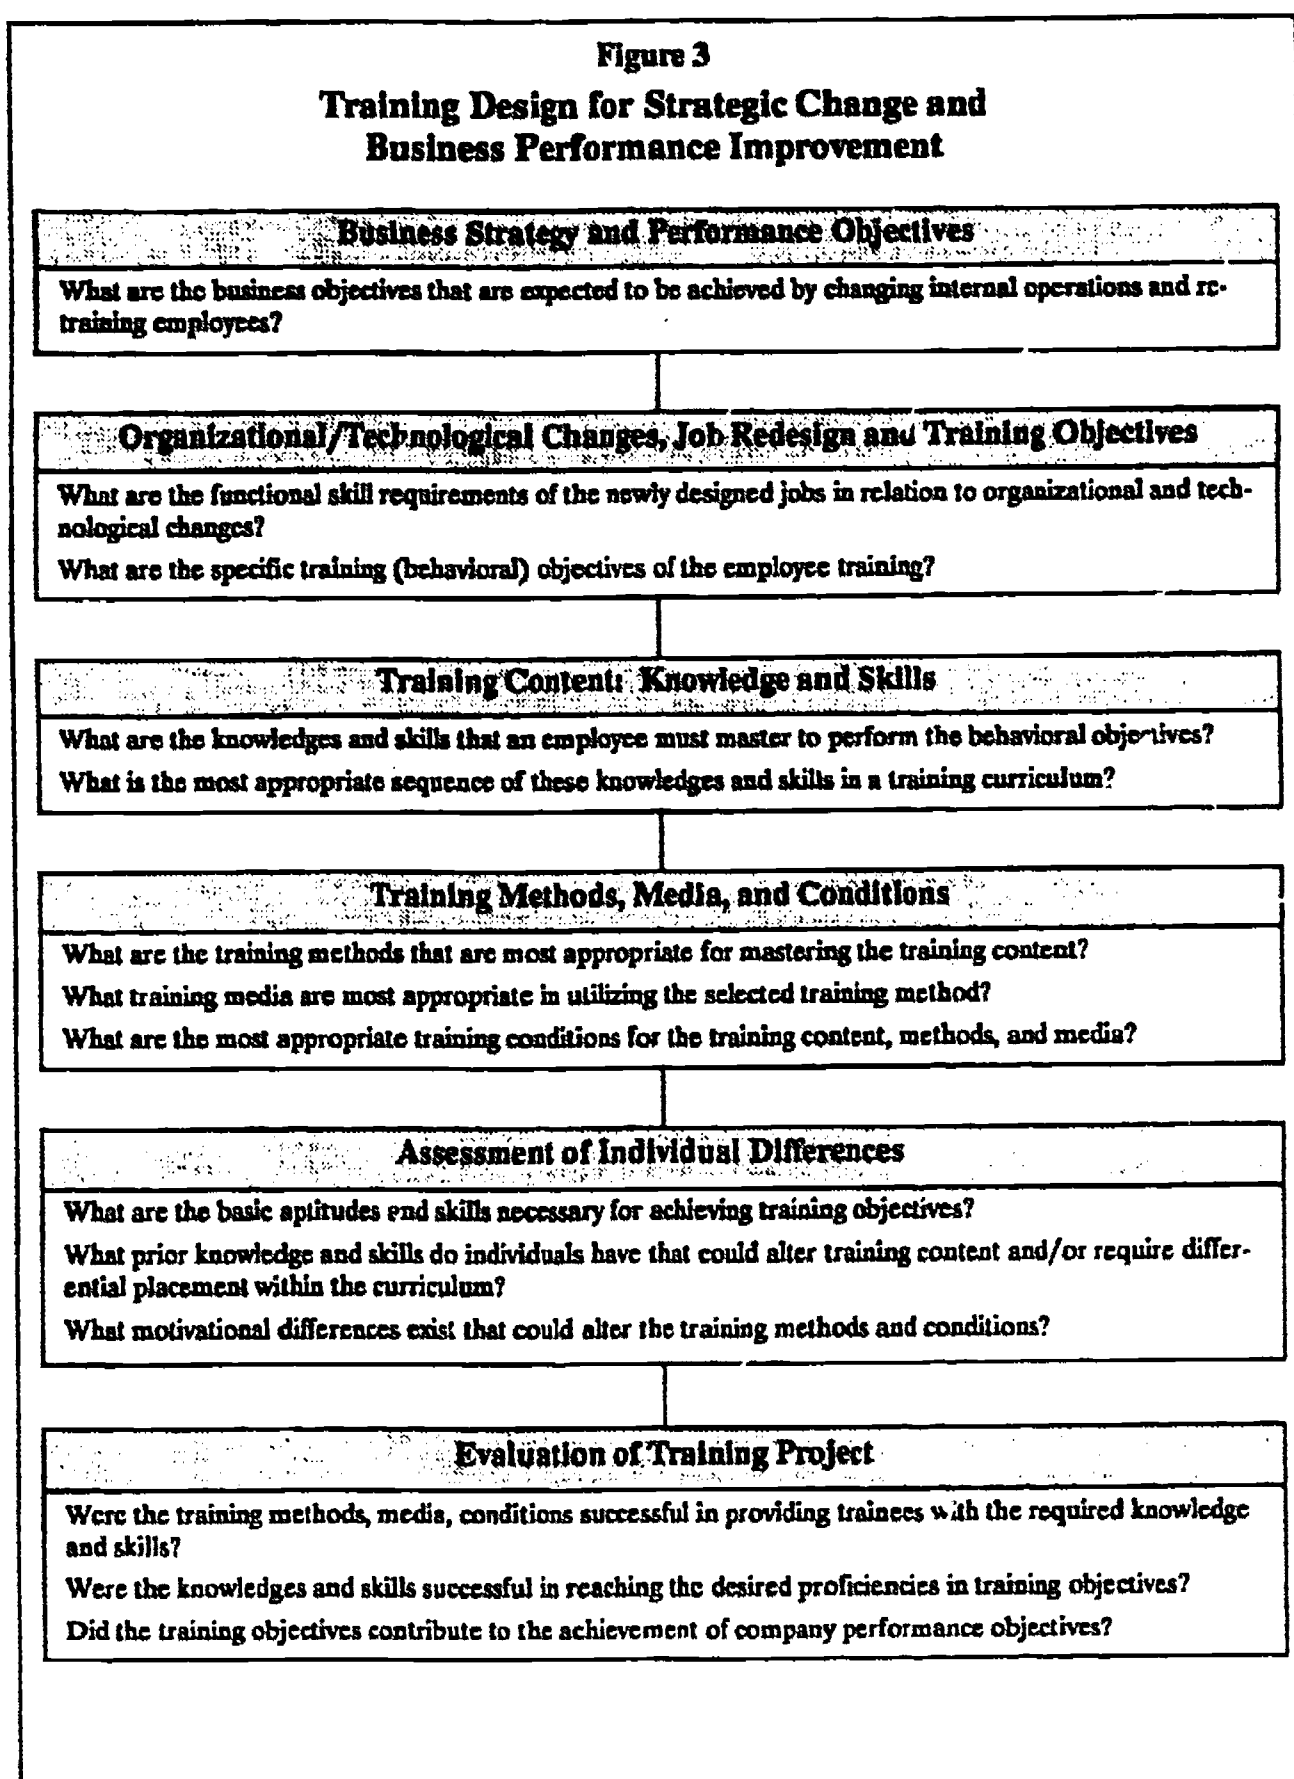 Figure 3
Training Design for Strategic Change and
Business Performance Improvement
Business Strategy and Performance Objectives
What are the business objectives that are expected to be achieved by changing internal operations and re-
training employees?
Organizational/Technological Changes, Job Redesign and Training Objectives
What are the functional skill requirements of the newly designed jobs in relation to organizational and tech-
nological changes?
What are the specific training (behavioral) objectives of the employee training?
Training Content: Knowledge and Skills
What are the knowledges and skills that an employee must master to perform the behavioral objectives?
What is the most appropriate sequence of these knowledges and skills in a training curriculum?
Training Methods, Media, and Conditions
What are the training methods that are most appropriate for mastering the training content?
What training media are most appropriate in utilizing the selected training method?
What are the most appropriate training conditions for the training content, methods, and media?
Assessment of Individual Differences
What are the basic aptitudes and skills necessary for achieving training objectives?
What prior knowledge and skills do individuals have that could alter training content and/or require differ-
ential placement within the curriculum?
What motivational differences exist that could alter the training methods and conditions?
Evaluation of Training Project
Were the training methods, media, conditions successful in providing trainees with the required knowledge
and skills?
Were the knowledges and skills successful in reaching the desired proficiencies in training objectives?
Did the training objectives contribute to the achievement of company performance objectives?